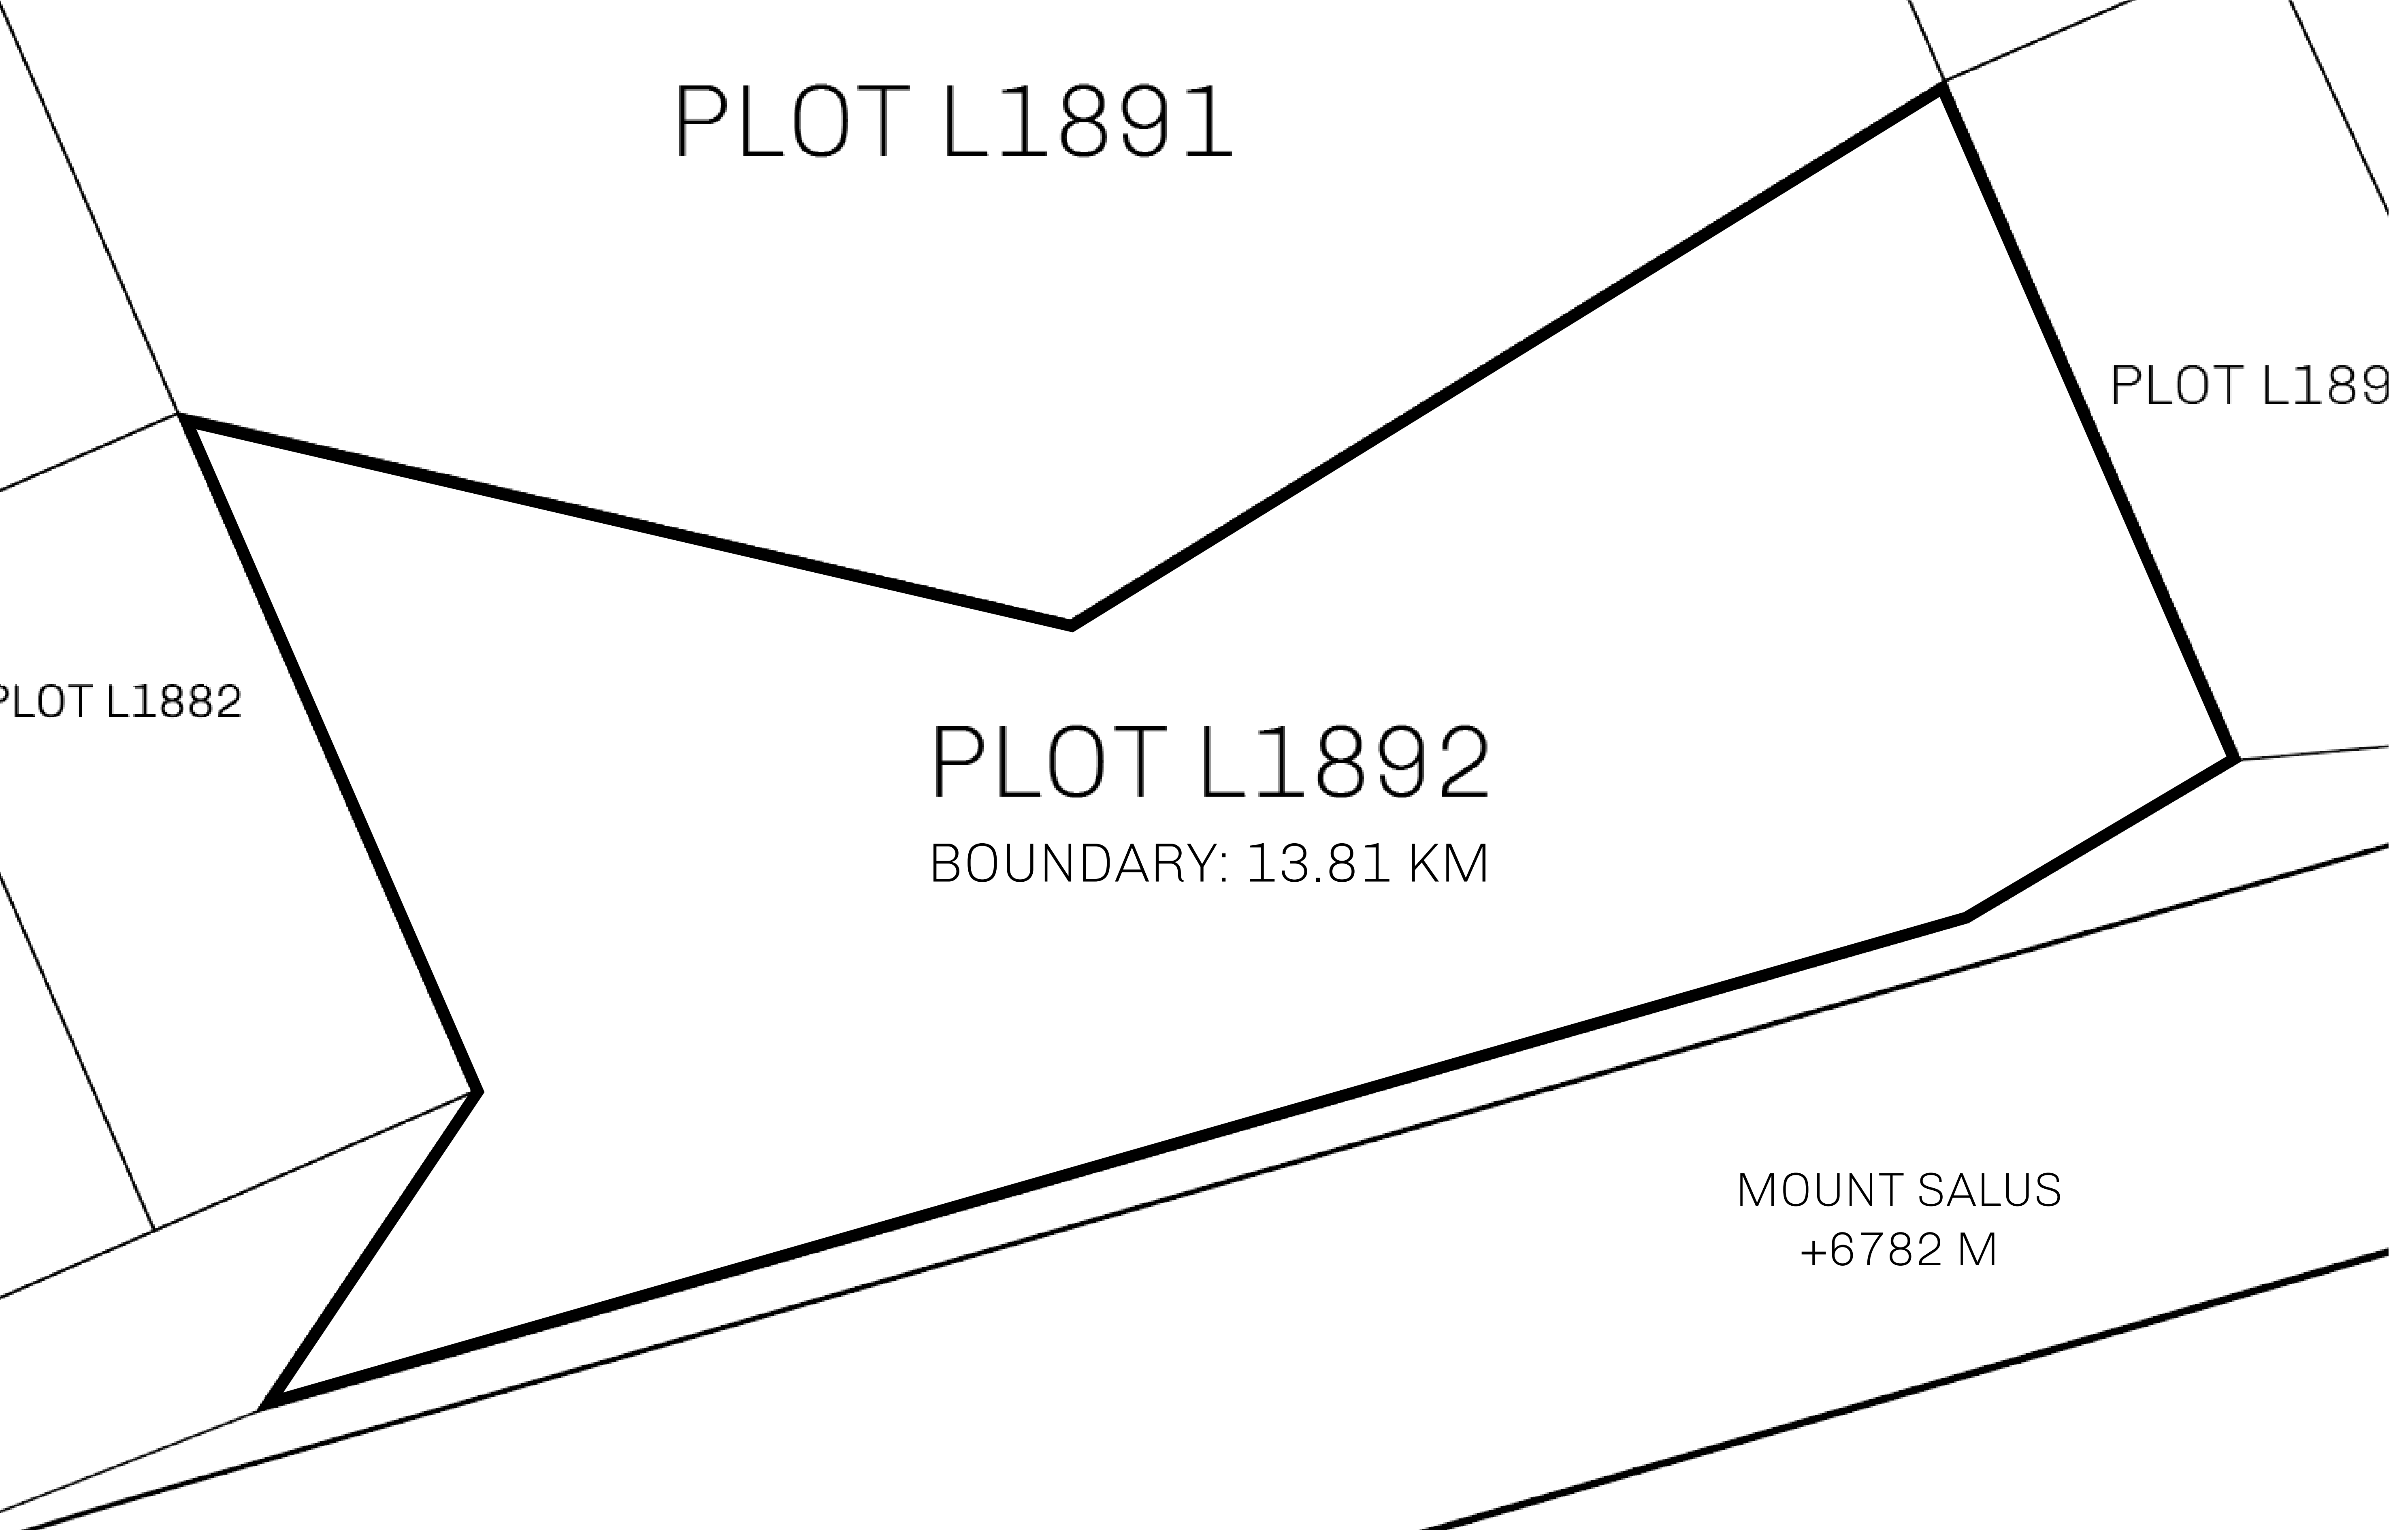 PLOT L1891
PLOT L189
PLOT L1882
PLOT L1892
BOUNDARY: 13.81 KM
MOUNT SALUS
+6782 M